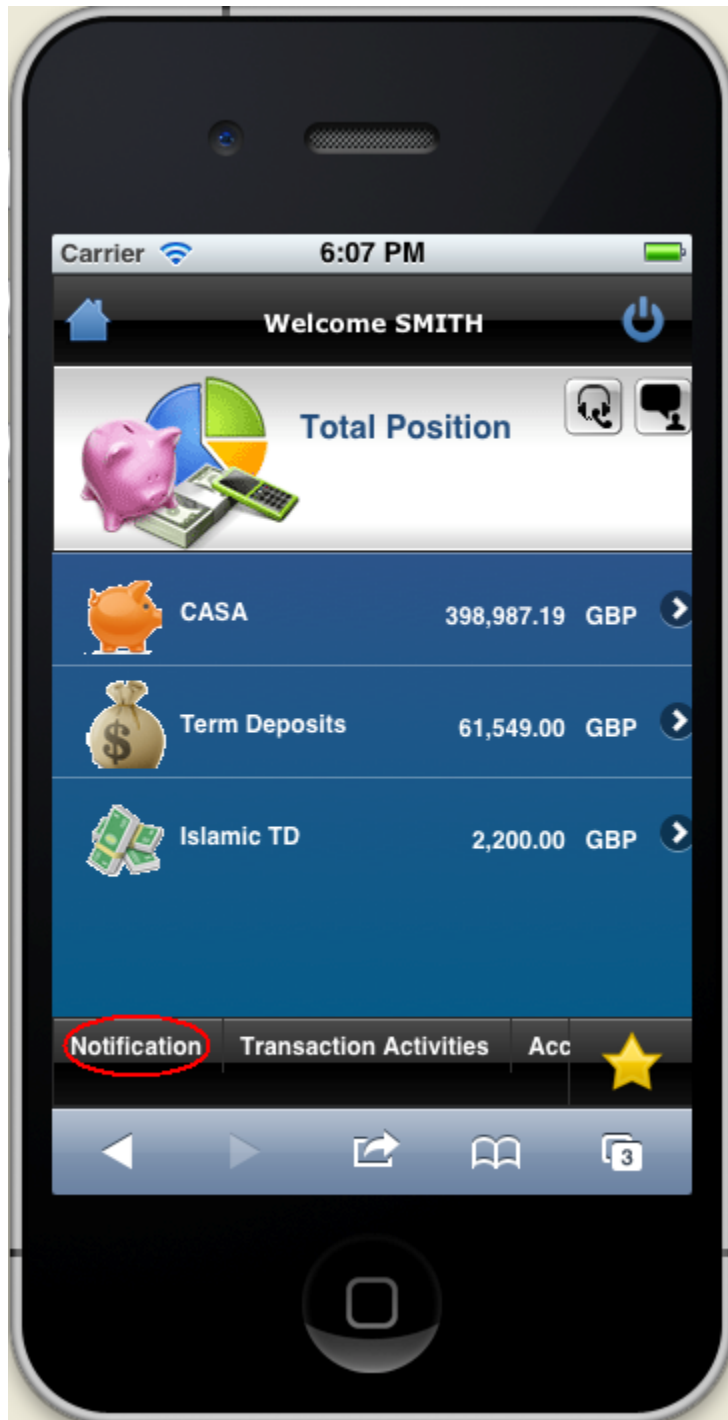 Carrier 6:07 PM
Welcome SMITH
Total Position
CASA 398,987.19 GBP
$
Term Deposits 61,549.00 GBP
Islamic TD 2,200.00 GBP
Notification Transaction Activities Acc
3